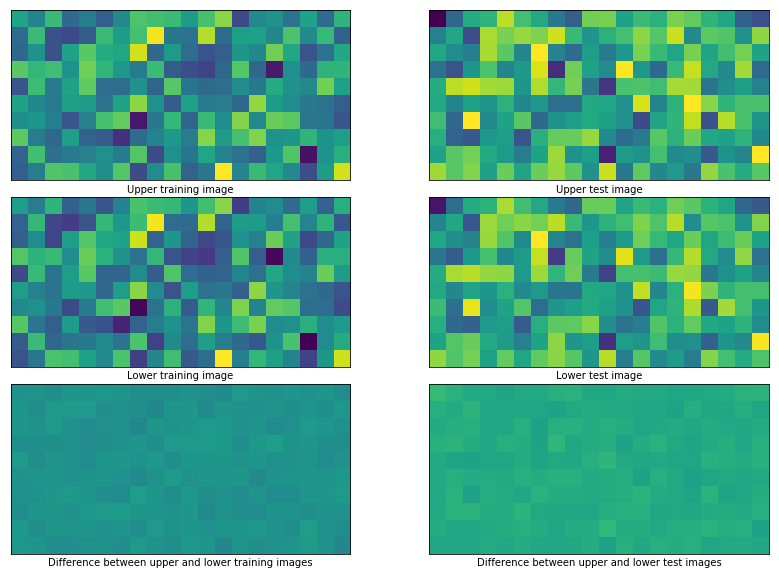 Upper training image
Upper test image
Lower training image
Lower test image
Difference between upper and lower training images
Difference between upper and lower test images